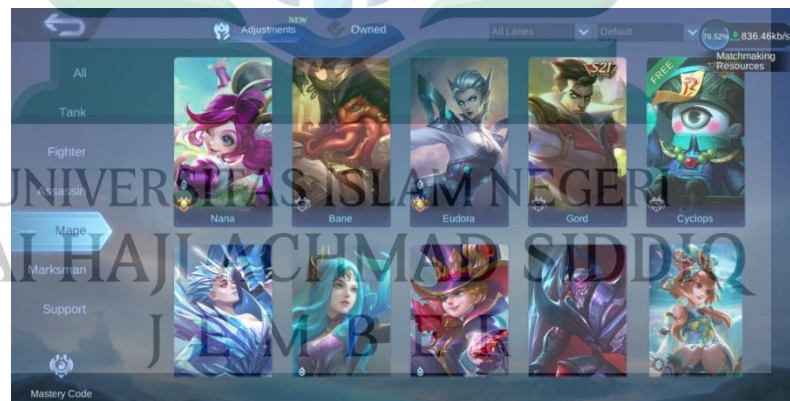 NEW
Adjustments
Owned
All Lanes
Default
76.52%
836.46kb/s
Matchmaking
Resources
All
Tank
Fighter
Assassin
Mage
Marksman
Support
Mastery Code
S21
FREE
Nana
Bane
Eudora
Gord
Cyclops
UNIVERSITAS ISLAM NEGERI
AI HAJI ACHMAD SIDDIQ
JEMBER